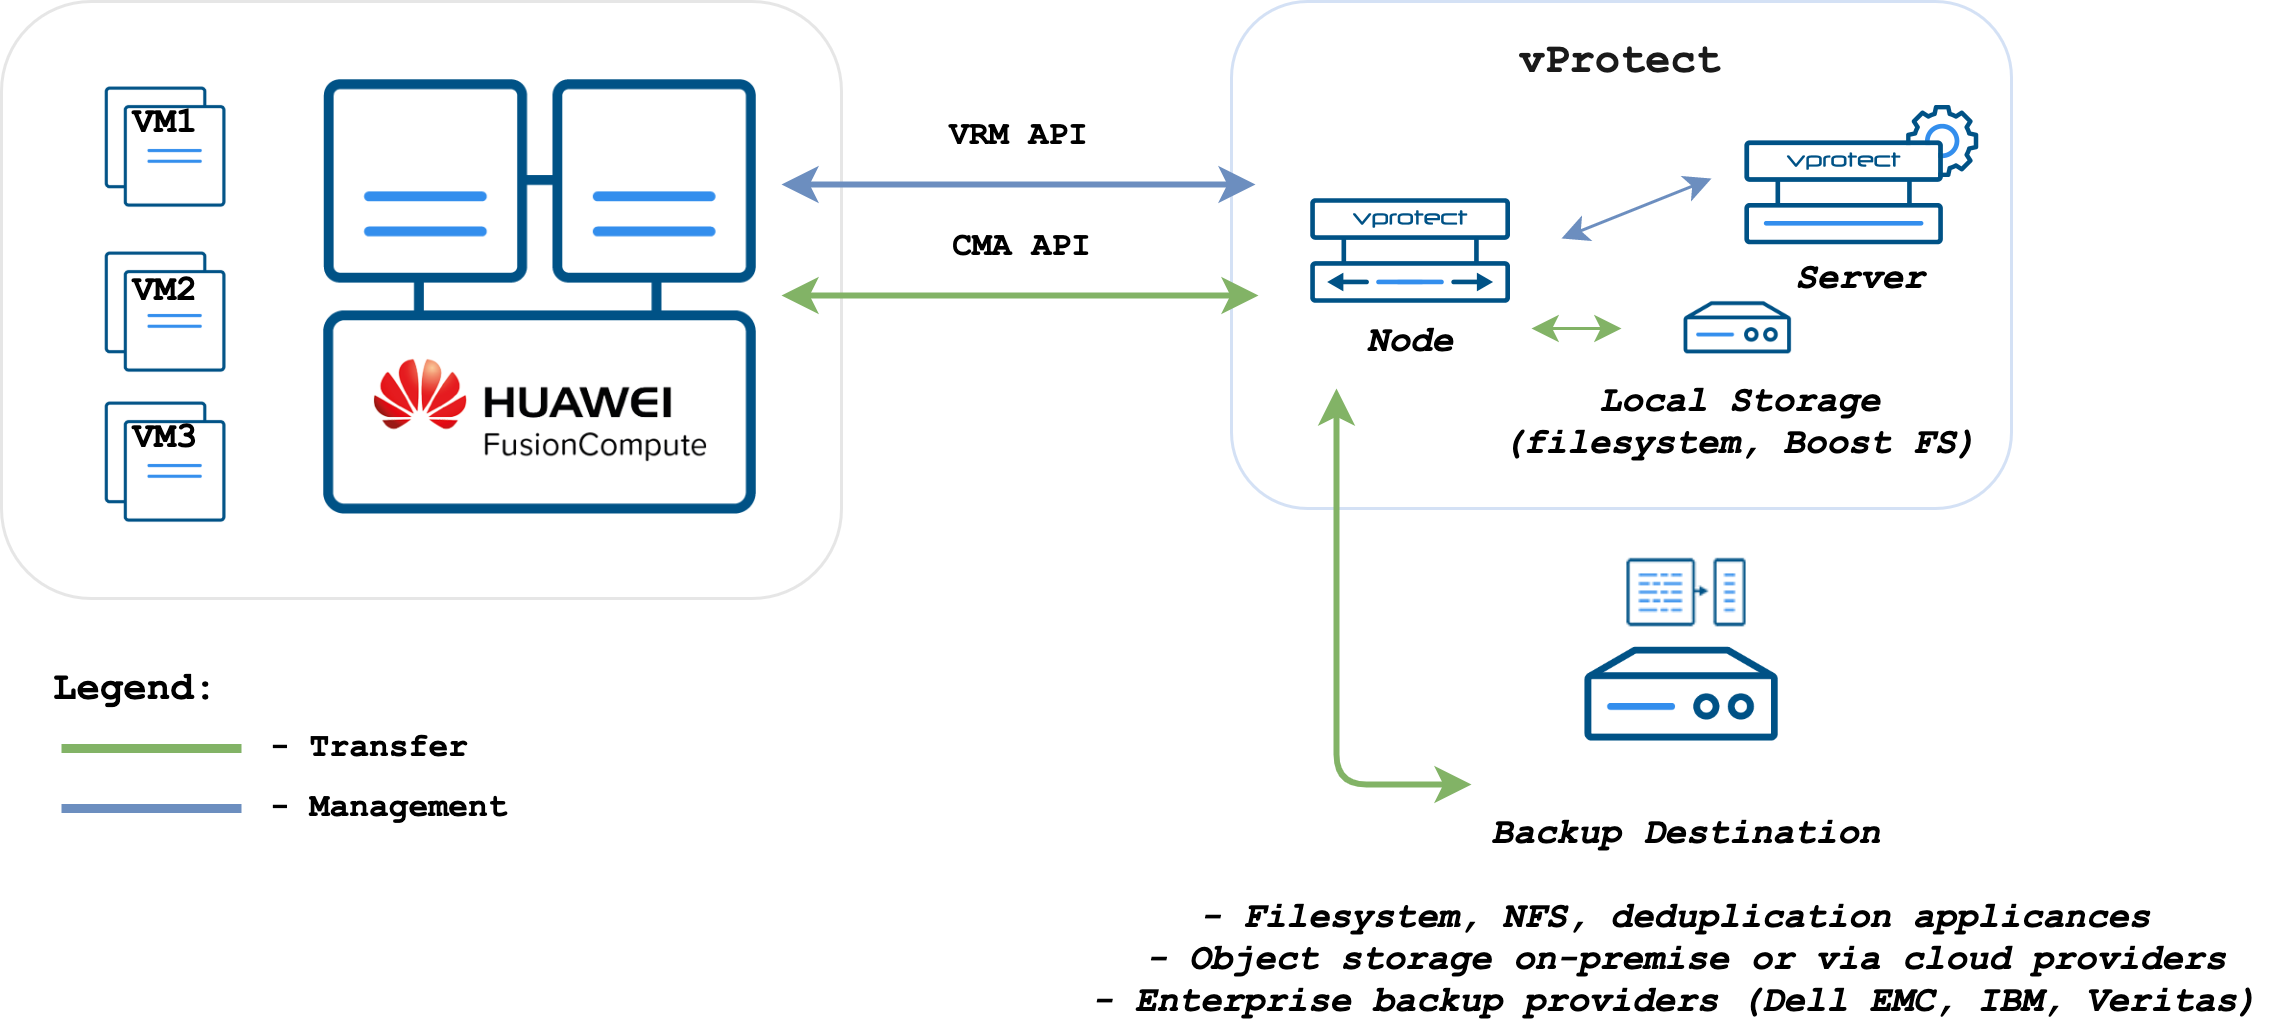 VM1
VM2
VM3
HUAWEI
FusionCompute
VRM API
CMA API
vProtect
vprotect
Server
vprotect
Node
Local Storage
(filesystem, Boost FS)
Legend:
- Transfer
- Management
Backup Destination
- Filesystem, NFS, deduplication applicances
- Object storage on-premise or via cloud providers
- Enterprise backup providers (Dell EMC, IBM, Veritas)